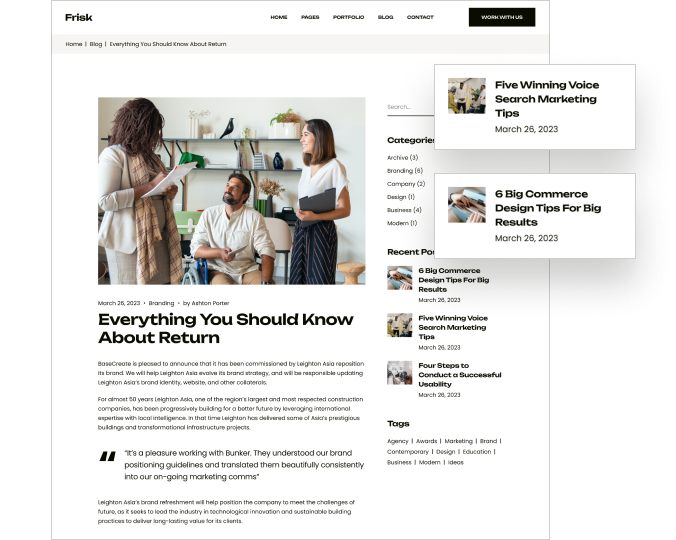 Frisk
HOME PAGES PORTFOLIO BLOG CONTACT
WORK WITH US
Home | Blog | Everything You Should Know About Return
March 26, 2023 • Branding • by Ashton Porter
Everything You Should Know
About Return
BaseCreate is pleased to announce that it has been commissioned by Leighton Asia reposition
its brand. We will help Leighton Asia evolve its brand strategy, and will be responsible updating
Leighton Asia's brand identity, website, and other collaterals.
For almost 50 years Leighton Asia, one of the region's largest and most respected construction
companies, has been progressively building for a better future by leveraging international
expertise with local intelligence. In that time Leighton has delivered some of Asia's prestigious
buildings and transformational infrastructure projects.
“It's a pleasure working with Bunker. They understood our brand
positioning guidelines and translated them beautifully consistently
into our on-going marketing comms”
Leighton Asia's brand refreshment will help position the company to meet the challenges of
future, as it seeks to lead the industry in technological innovation and sustainable building
practices to deliver long-lasting value for its clients.
Search...
Categories
Archive (3)
Branding (6)
Company (2)
Design (1)
Business (4)
Modern (1)
Recent Po
6 Big Commerce
Design Tips For Big
Results
March 26, 2023
Five Winning Voice
Search Marketing
Tips
March 26, 2023
Four Steps to
Conduct a Successful
Usability
March 26, 2023
Tags
Agency | Awards | Marketing | Brand |
Contemporary | Design | Education |
Business | Modern | Ideas
Five Winning Voice
Search Marketing
Tips
March 26, 2023
6 Big Commerce
Design Tips For Big
Results
March 26, 2023